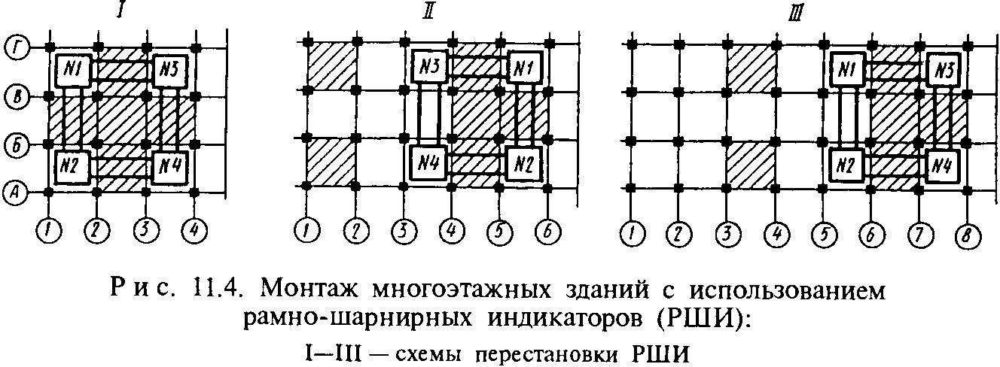 I II III
Г
N1 N3 N3 N1 N1 N3
В
Б
N2 N4 N4 N2 N2 N4
А
1 2 3 4 1 2 3 4 5 6 1 2 3 4 5 6 7 8
Рис. 11.4. Монтаж многоэтажных зданий с использованием
рамно-шарнирных индикаторов (РШИ):
I—III — схемы перестановки РШИ